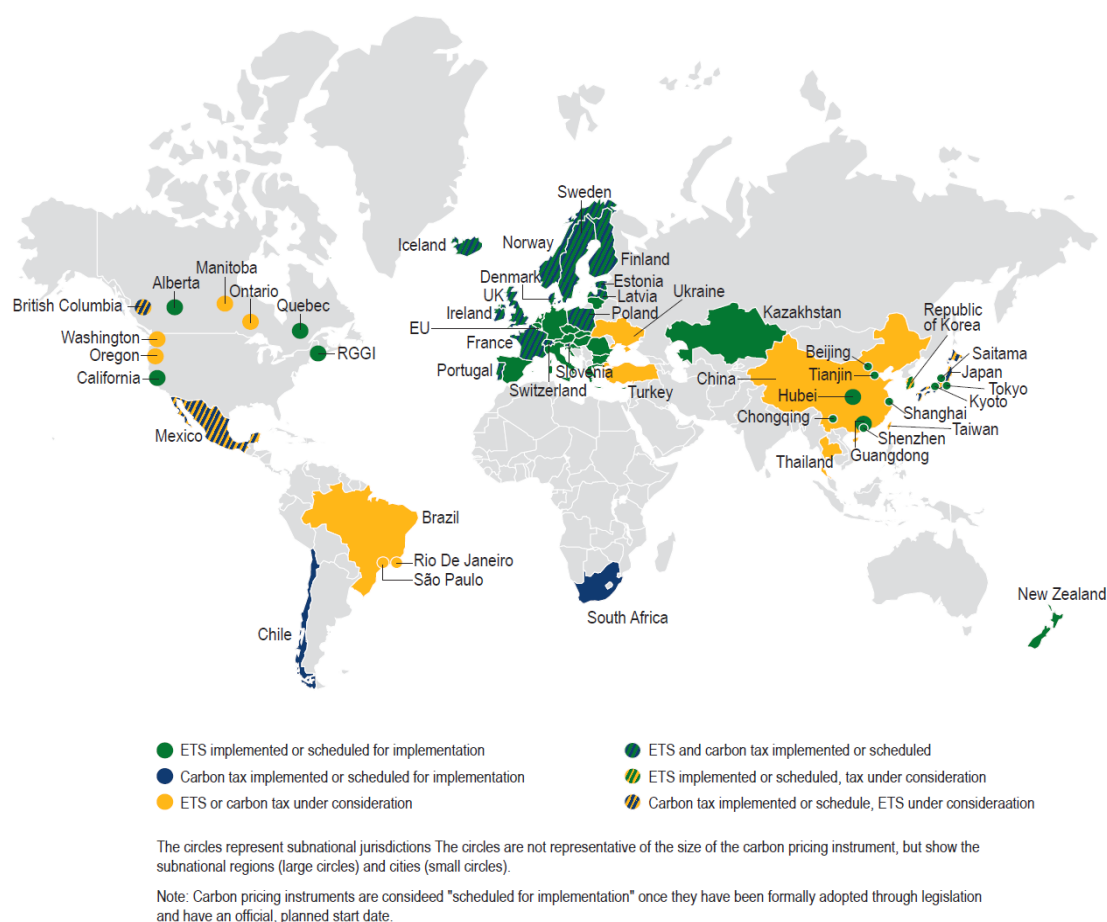 Sweden
Iceland
Norway
Finland
Denmark
Estonia
Latvia
UK
Ireland
Poland
Ukraine
EU
France
Portugal
Slovenia
Switzerland
Turkey
Kazakhstan
Republic
of Korea
Manitoba
Alberta
Ontario
British Columbia
Quebec
Washington
Oregon
RGGI
California
Mexico
Beijing
Saitama
Tianjin
Japan
China
Tokyo
Hubei
Kyoto
Chongqing
Shanghai
Taiwan
Shenzhen
Guangdong
Thailand
Brazil
Rio De Janeiro
São Paulo
South Africa
New Zealand
Chile
ETS implemented or scheduled for implementation
Carbon tax implemented or scheduled for implementation
ETS or carbon tax under consideration
ETS and carbon tax implemented or scheduled
ETS implemented or scheduled, tax under consideration
Carbon tax implemented or schedule, ETS under consideraation
The circles represent subnational jurisdictions The circles are not representative of the size of the carbon pricing instrument, but show the
subnational regions (large circles) and cities (small circles).
Note: Carbon pricing instruments are consideed "scheduled for implementation" once they have been formally adopted through legislation
and have an official, planned start date.